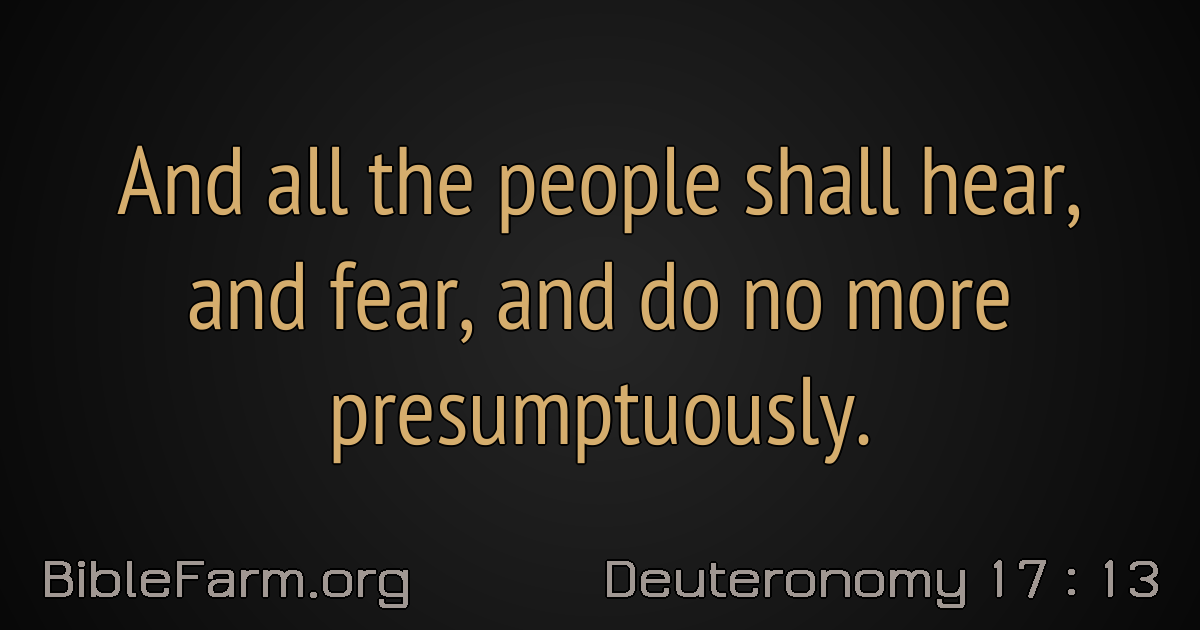 And all the people shall hear,
and fear, and do no more
presumptuously.
BibleFarm.org
Deuteronomy 17 : 13